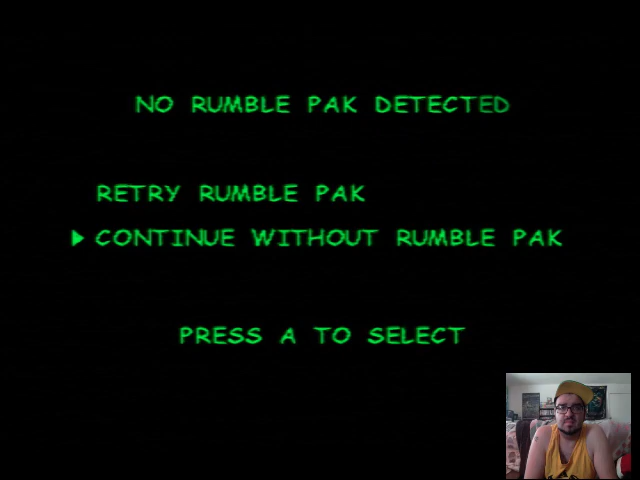 NO RUMBLE PAK DETECTED
RETRY RUMBLE PAK
CONTINUE WITHOUT RUMBLE PAK
PRESS A TO SELECT